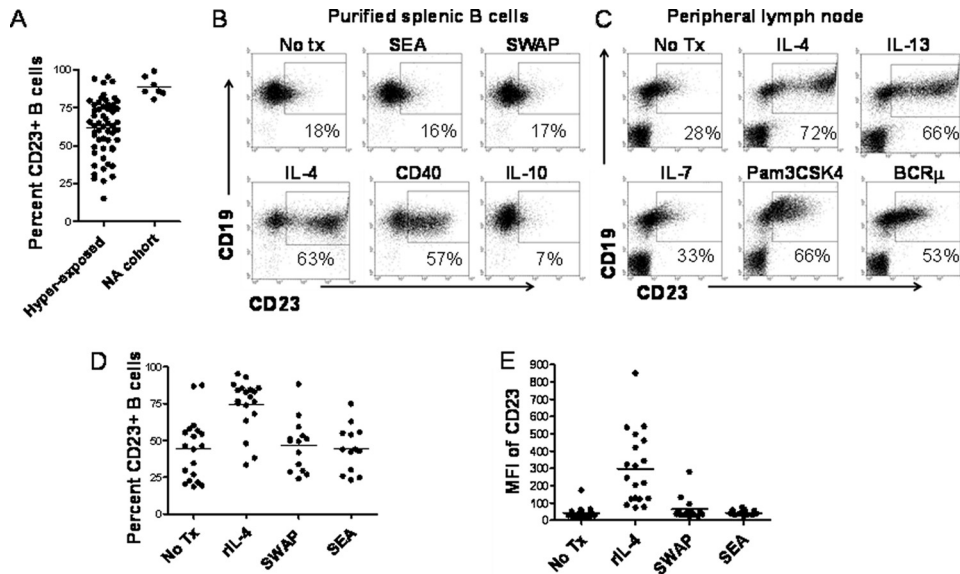 A
Percent CD23+ B cells
100
75
50
25
0
Hyper-exposed
NA cohort
B
Purified splenic B cells
No tx
SEA
SWAP
18%
16%
17%
IL-4
CD40
IL-10
63%
57%
7%
CD19
CD23
C
Peripheral lymph node
No Tx
IL-4
IL-13
28%
72%
66%
IL-7
Pam3CSK4
BCRμ
33%
66%
53%
CD19
CD23
D
Percent CD23+ B cells
100
75
50
25
0
No Tx
rIL-4
SWAP
SEA
E
MFI of CD23
900
800
700
600
500
400
300
200
100
0
No Tx
rIL-4
SWAP
SEA